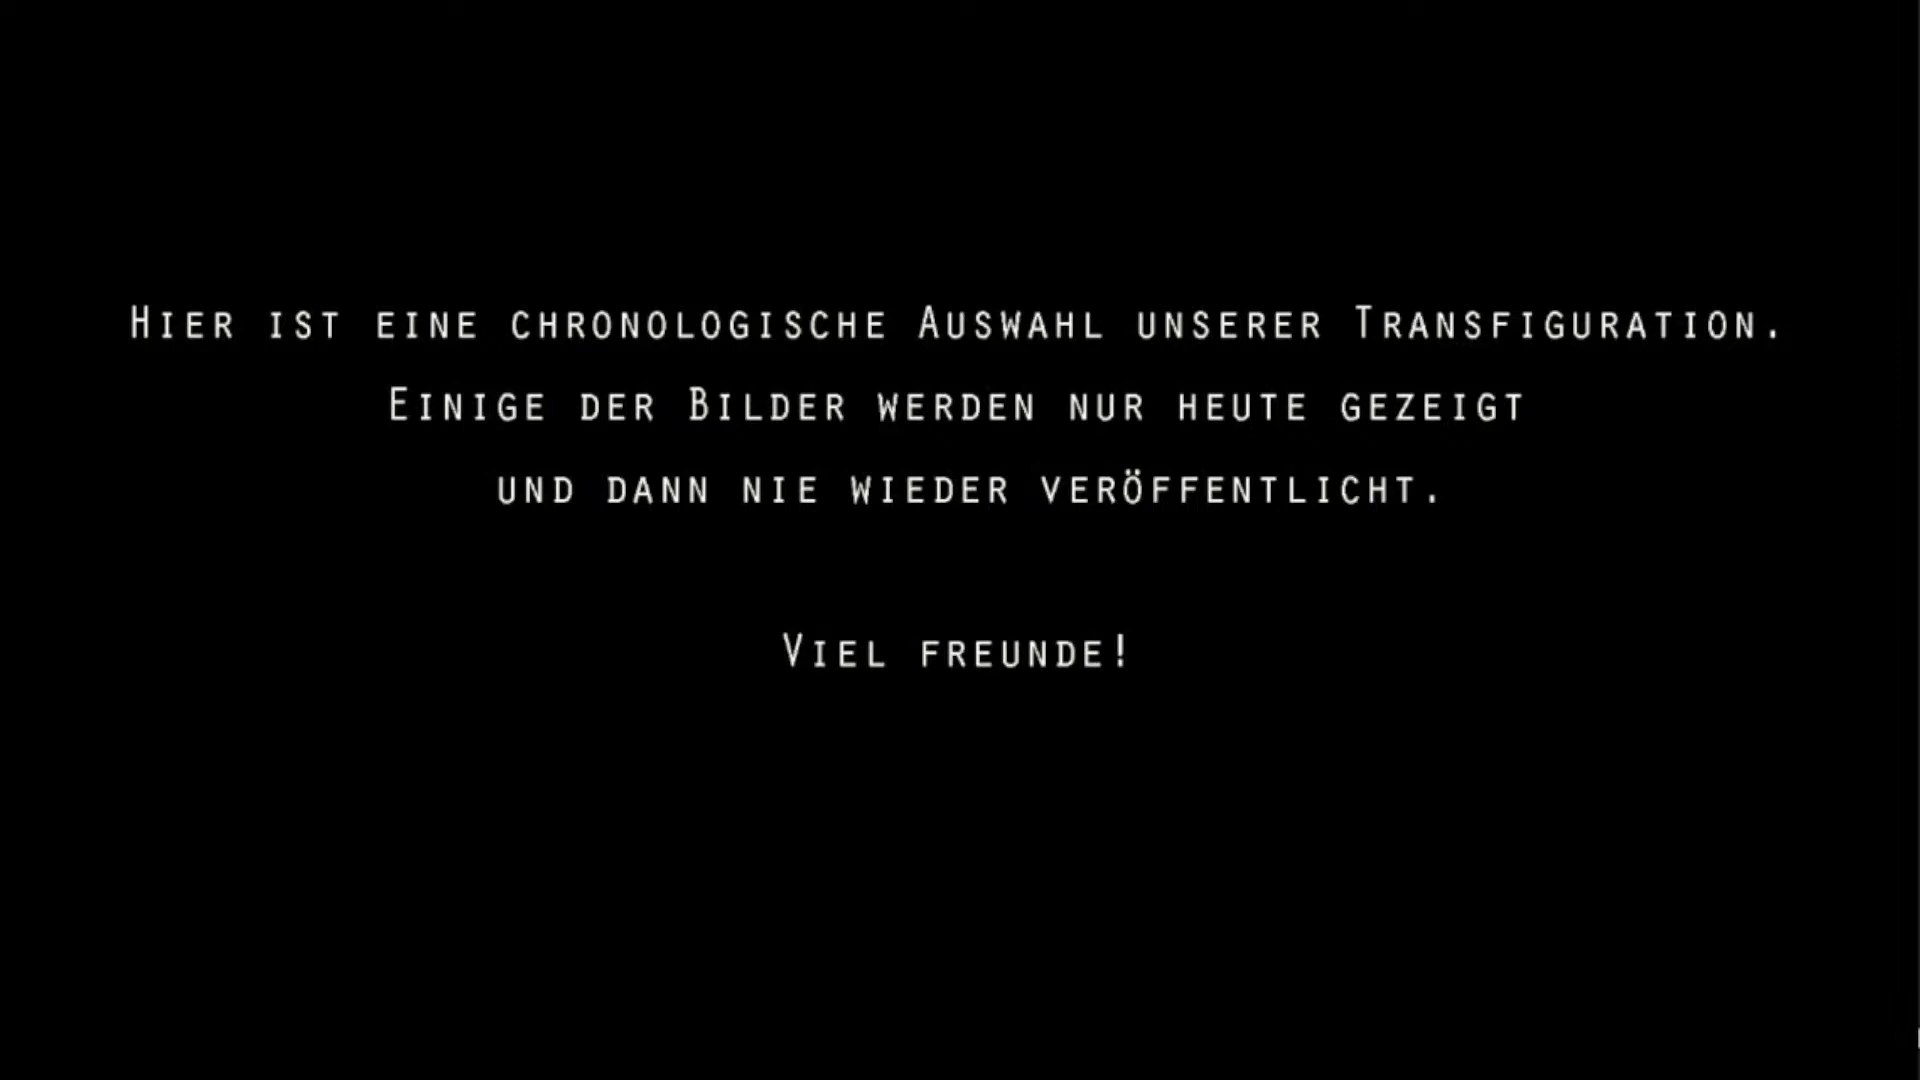 Hier ist eine chronologische Auswahl unserer Transfiguration.
Einige der Bilder werden nur heute gezeigt
und dann nie wieder veröffentlicht.
Viel freunde!